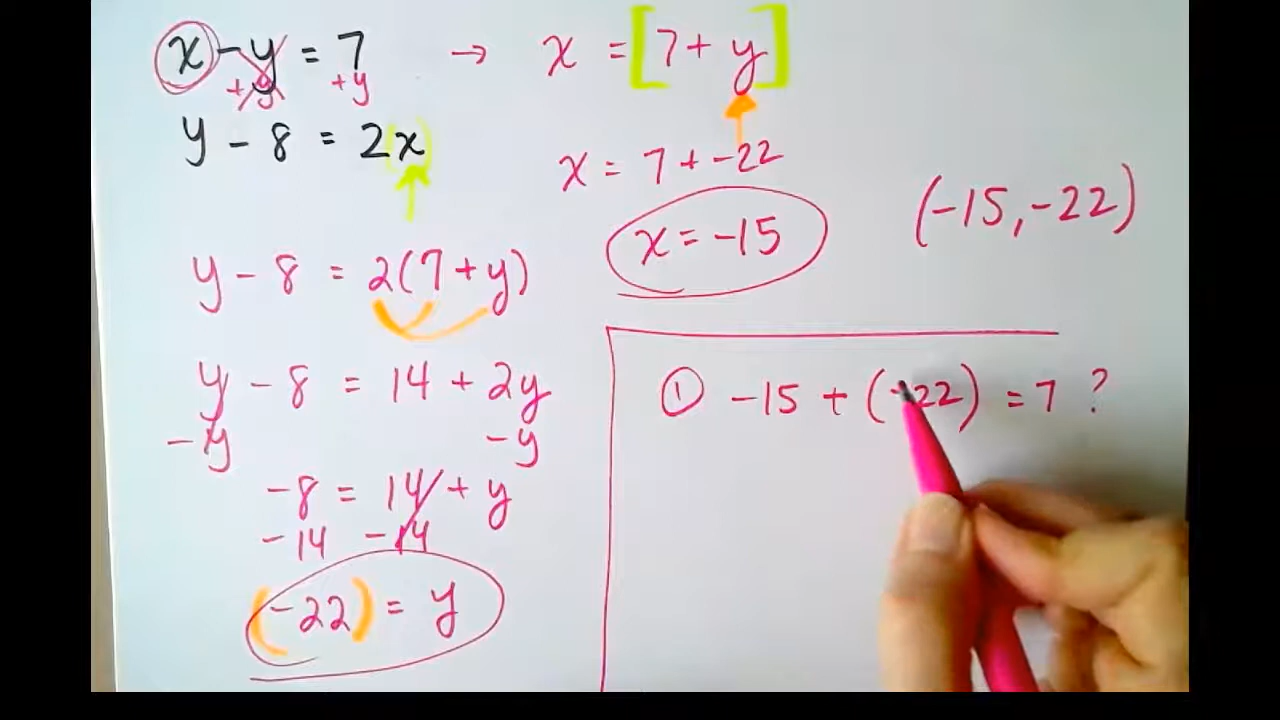 x - y = 7 → x = [7 + y]
+y +y
y - 8 = 2x
x = 7 + -22
x = -15
(-15, -22)
y - 8 = 2(7 + y)
y - 8 = 14 + 2y
-y -y
-8 = 14 + y
-14 -14
(-22) = y
① -15 + (-22) = 7 ?